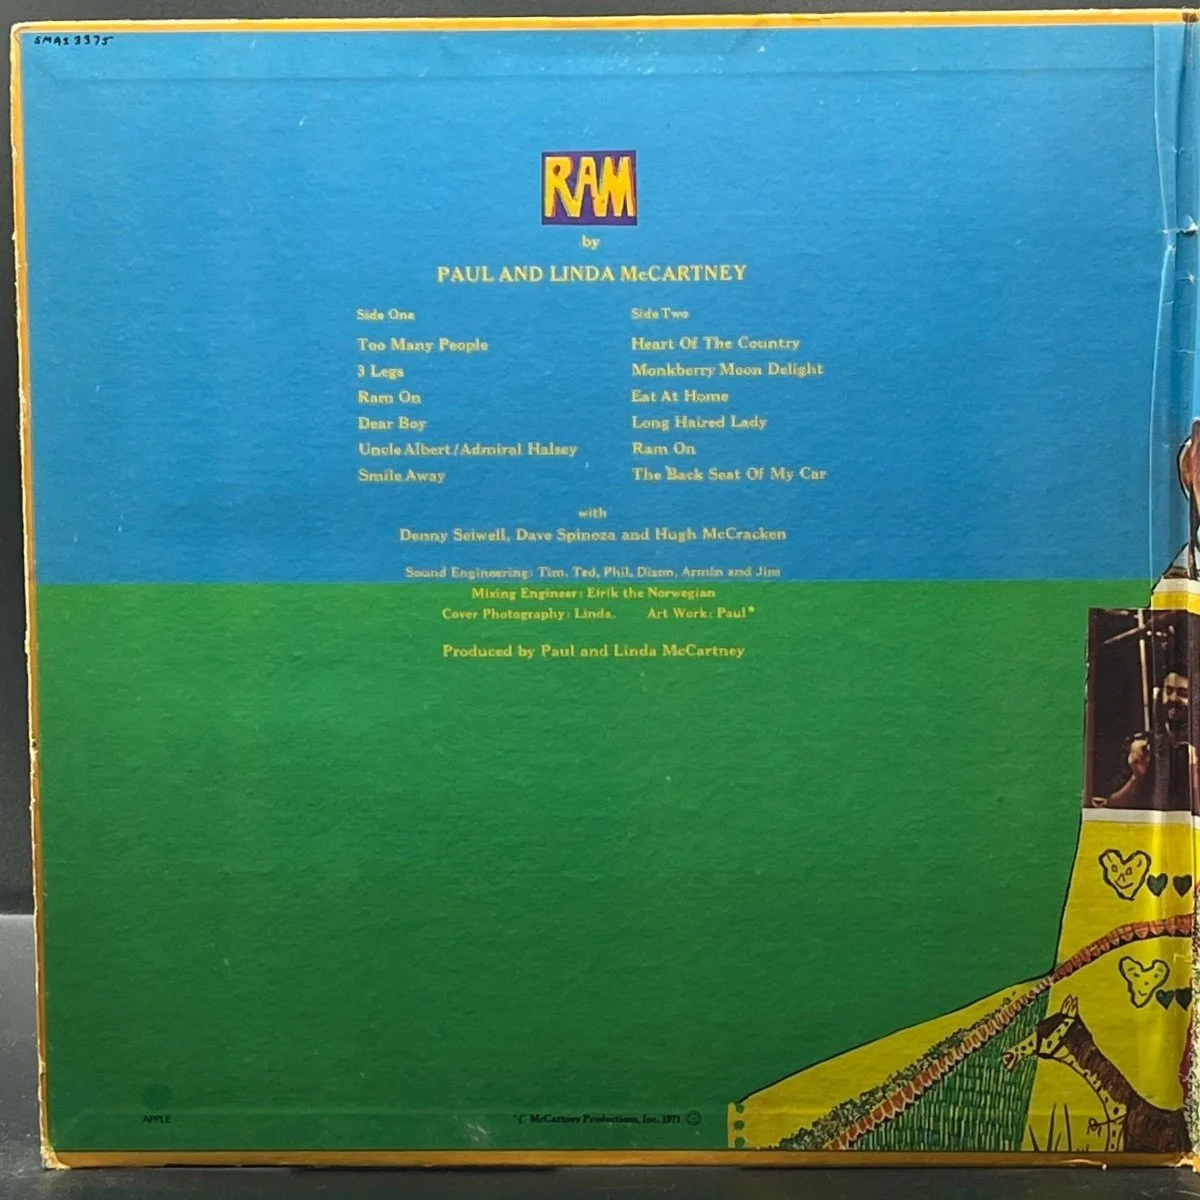 SMAS 3375
RAM
by
PAUL AND LINDA McCARTNEY
Side One
Too Many People
3 Legs
Ram On
Dear Boy
Uncle Albert/Admiral Halsey
Smile Away
Side Two
Heart Of The Country
Monkberry Moon Delight
Eat At Home
Long Haired Lady
Ram On
The Back Seat Of My Car
with
Denny Seiwell, Dave Spinoza and Hugh McCracken
Sound Engineering: Tim, Ted, Phil, Dixon, Armin and Jim
Mixing Engineer: Eirik the Norwegian
Cover Photography: Linda. Art Work: Paul*
Produced by Paul and Linda McCartney
APPLE
*© McCartney Productions, Inc. 1971